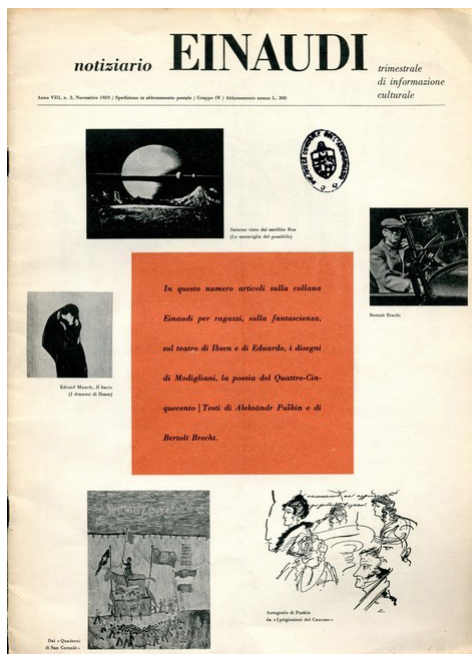 notiziario EINAUDI
trimestrale
di informazione
culturale
Anno VIII, n. 3, Novembre 1959 / Spedizione in abbonamento postale / Gruppo IV / Abbonamento annuo L. 300
Saturno visto dal satellite Rea
(Le meraviglie del possibile)
Bertolt Brecht
In questo numero articoli sulla collana
Einaudi per ragazzi, sulla fantascienza,
sul teatro di Ibsen e di Eduardo, i disegni
di Modigliani, la poesia del Quattro-Cin-
quecento | Testi di Aleksàndr Puškin e di
Bertolt Brecht.
Edvard Munch, Il bacio
(I drammi di Ibsen)
Autografo di Puskin
da «I prigionieri del Caucaso»
Dai «Quaderni
di San Gersolè»